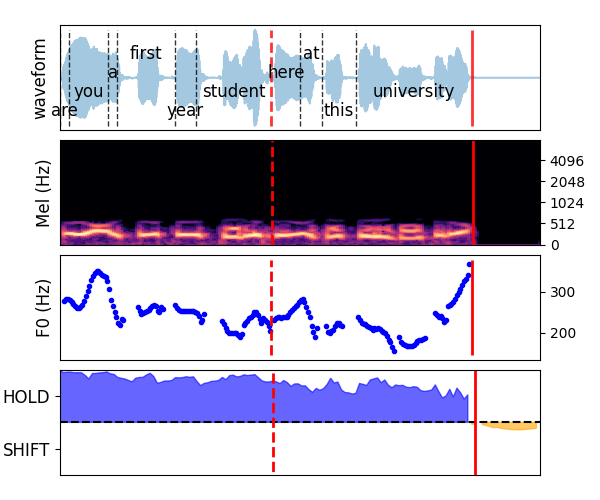 waveform
are you a first year student here at this university
Mel (Hz)
4096
2048
1024
512
0
F0 (Hz)
300
200
HOLD
SHIFT